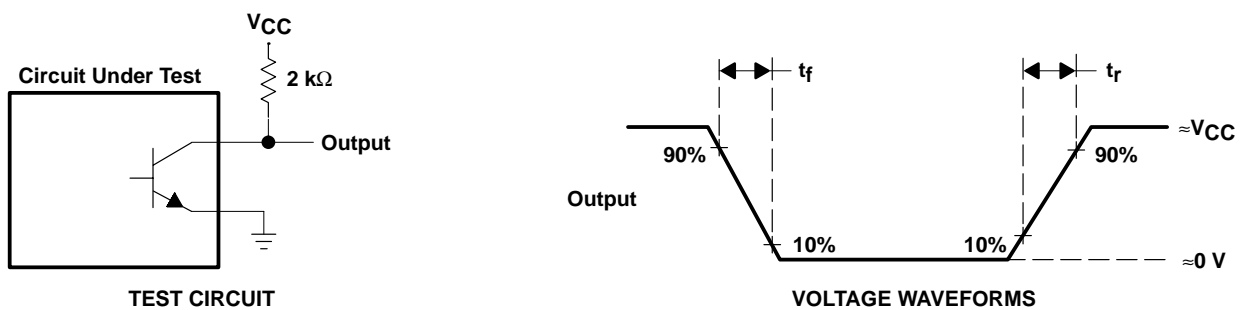 VCC
Circuit Under Test
2 kΩ
Output
TEST CIRCUIT
tf
tr
≈VCC
90%
90%
Output
10%
10%
≈0 V
VOLTAGE WAVEFORMS